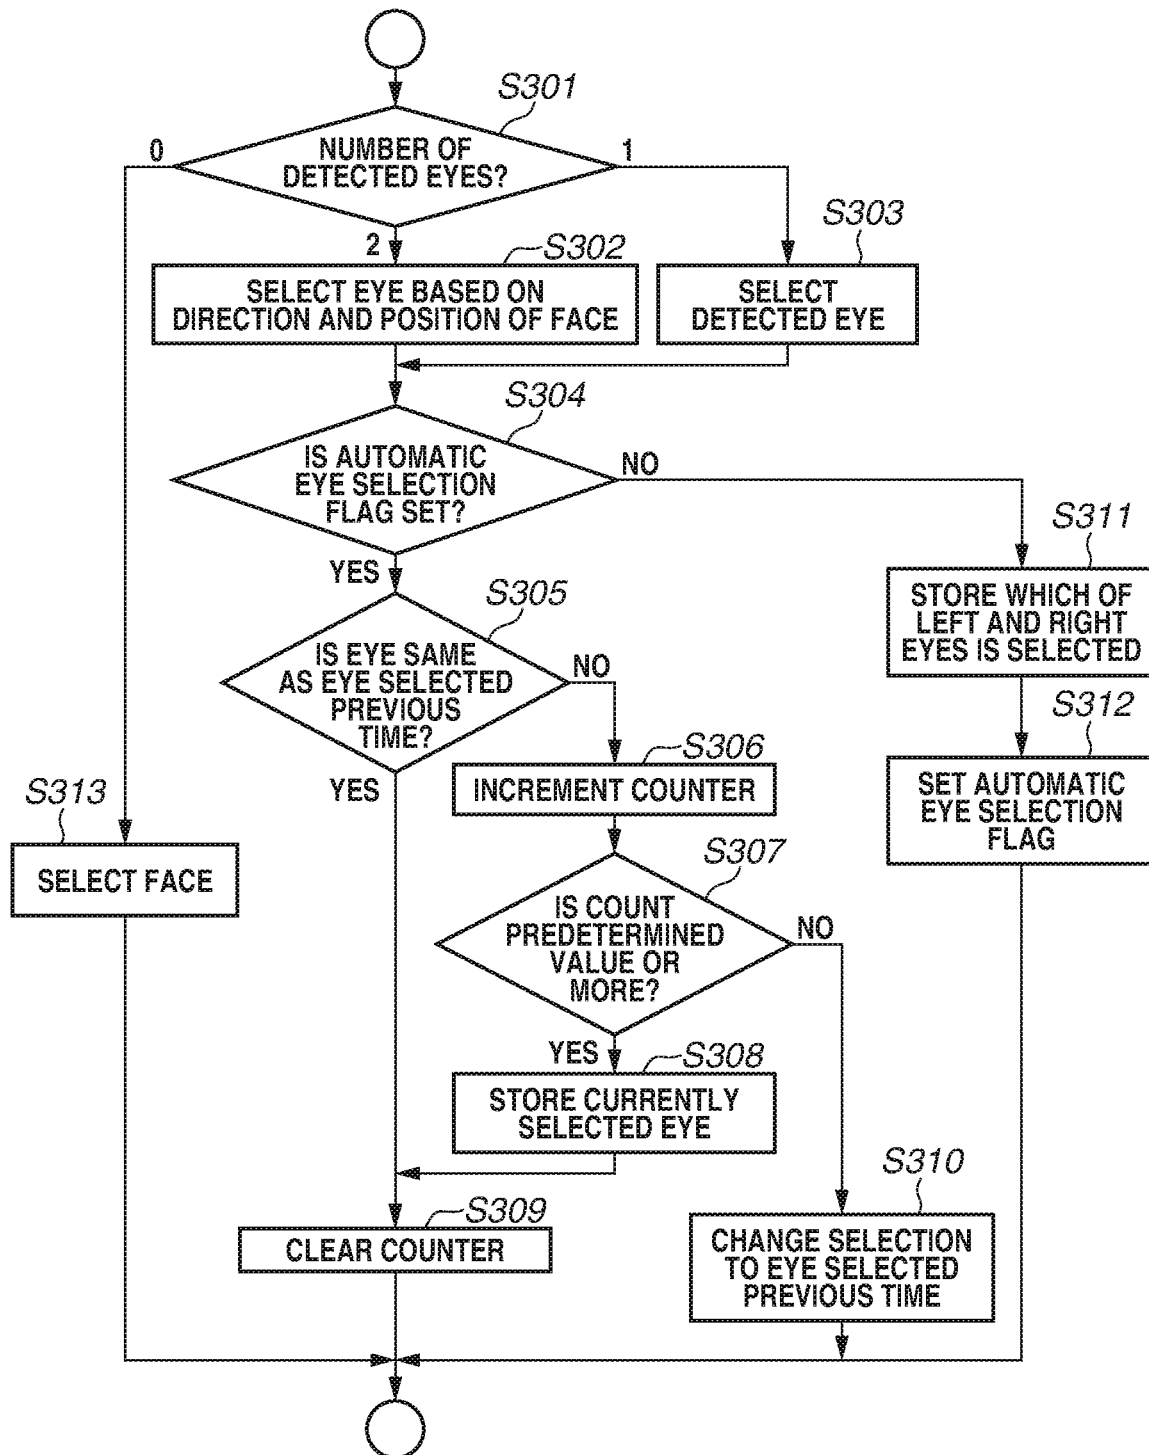 S301
0
NUMBER OF
DETECTED EYES?
1
S303
2
S302
SELECT EYE BASED ON
DIRECTION AND POSITION OF FACE
SELECT
DETECTED EYE
S304
IS AUTOMATIC
EYE SELECTION
FLAG SET?
NO
S311
YES
S305
STORE WHICH OF
LEFT AND RIGHT
EYES IS SELECTED
IS EYE SAME
AS EYE SELECTED
PREVIOUS
TIME?
NO
S312
S306
YES
S313
INCREMENT COUNTER
SET AUTOMATIC
EYE SELECTION
FLAG
S307
SELECT FACE
IS COUNT
PREDETERMINED
VALUE OR
MORE?
NO
YES
S308
STORE CURRENTLY
SELECTED EYE
S310
S309
CLEAR COUNTER
CHANGE SELECTION
TO EYE SELECTED
PREVIOUS TIME